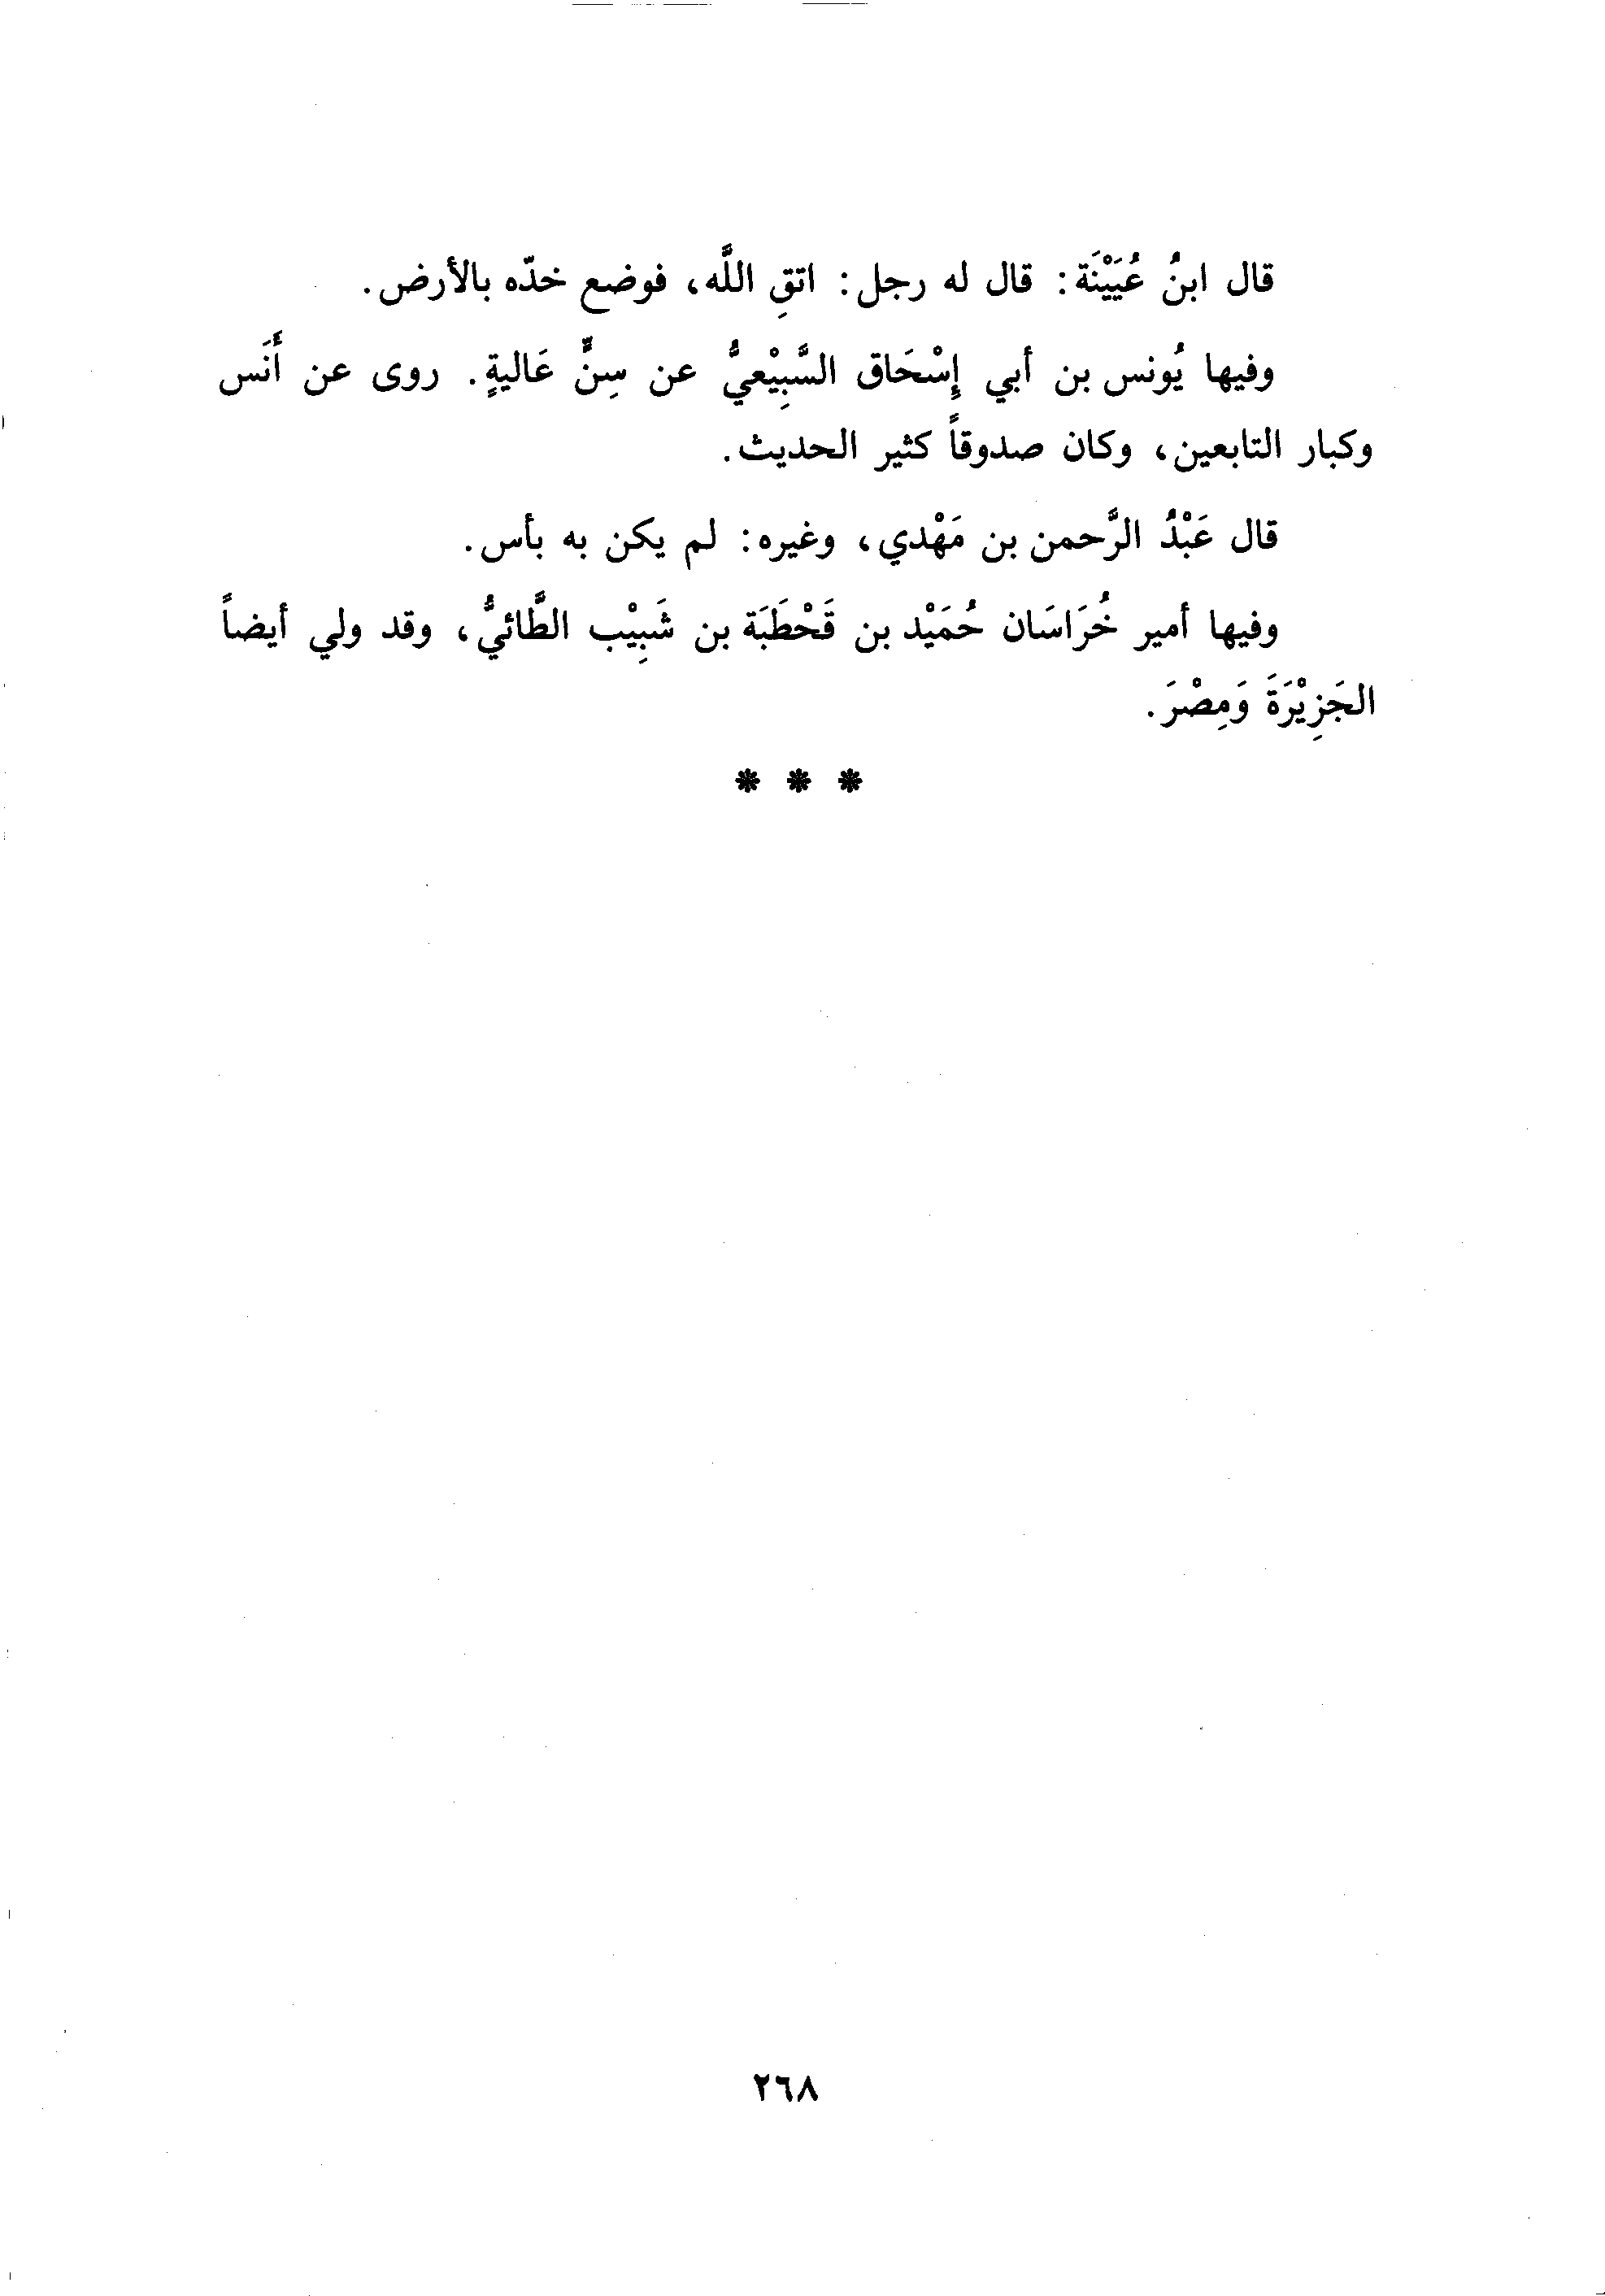 قال ابنُ عُيَيْنَة: قال له رجل: اتقِ اللَّه، فوضع خدّه بالأرض.
وفيها يُونس بن أبي إِسْحَاق السَّبِيْعيُّ عن سِنٍّ عَاليةٍ. روى عن أَنَس
وكبار التابعين، وكان صدوقاً كثير الحديث.
قال عَبْدُ الرَّحمن بن مَهْدي، وغيره: لم يكن به بأس.
وفيها أمير خُرَاسَان حُمَيْد بن قَحْطَبَة بن شَبِيْب الطَّائيُّ، وقد ولي أيضاً
الجَزِيْرَةَ وَمِصْرَ.
* * *
٢٦٨